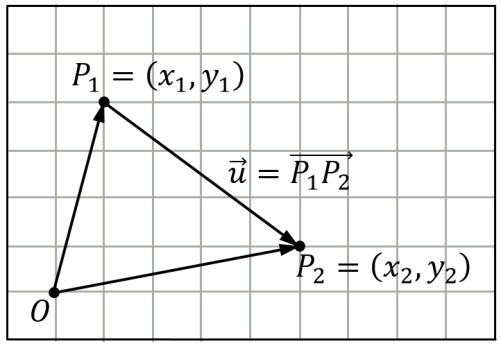 P₁ = (x₁, y₁)
u⃗ = P₁P₂⃗
P₂ = (x₂, y₂)
O